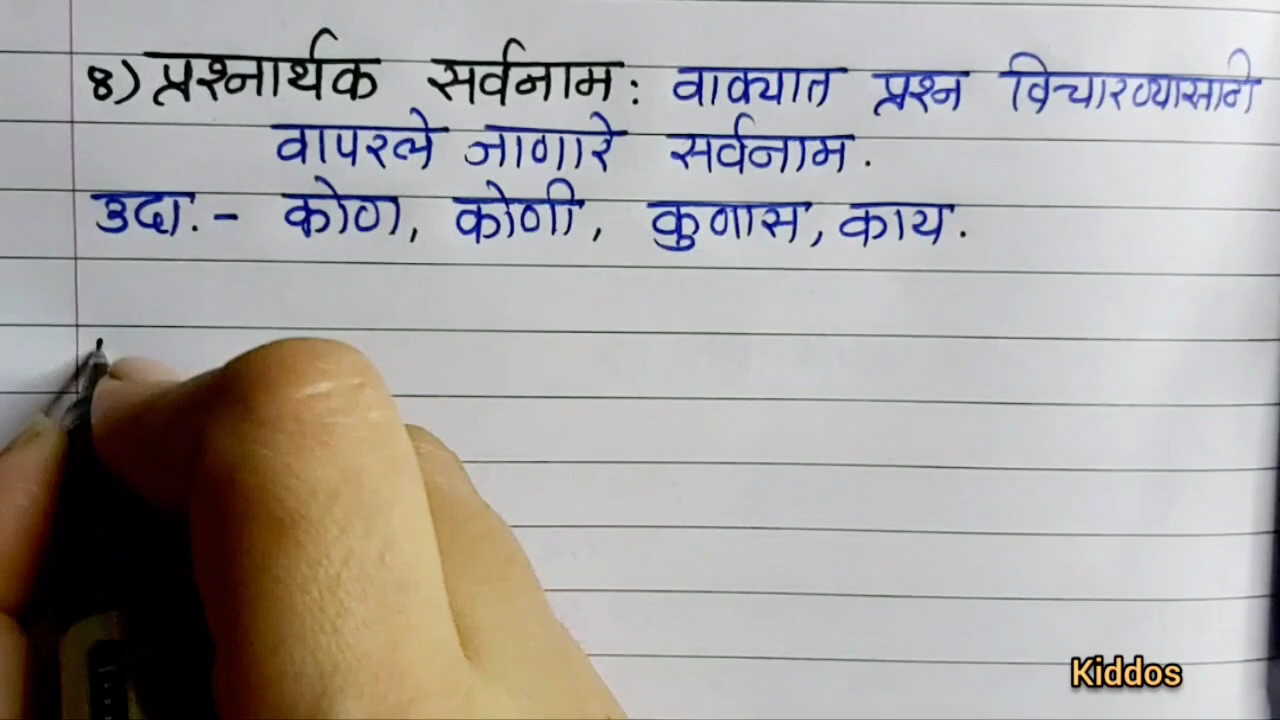 ४) प्रश्नार्थक सर्वनाम: वाक्यात प्रश्न विचारण्यासाठी
वापरले जाणारे सर्वनाम.
उदा.- कोण, कोणी, कुणास, काय.
Kiddos